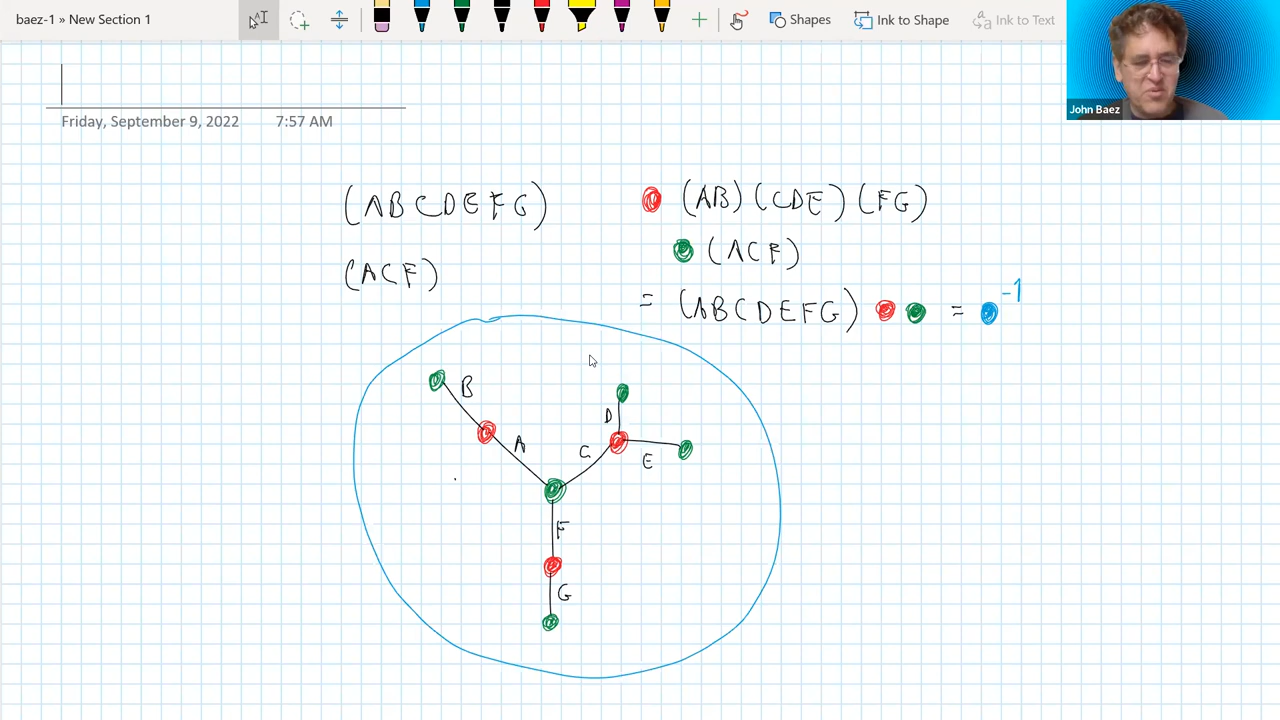 baez-1 » New Section 1
Shapes
Ink to Shape
Ink to Text
John Baez
Friday, September 9, 2022 7:57 AM
(ABCDEFG)
(AB)(CDE)(FG)
(ACF)
(ACF)
= (ABCDEFG) = -1
B
A
D
C
E
F
G